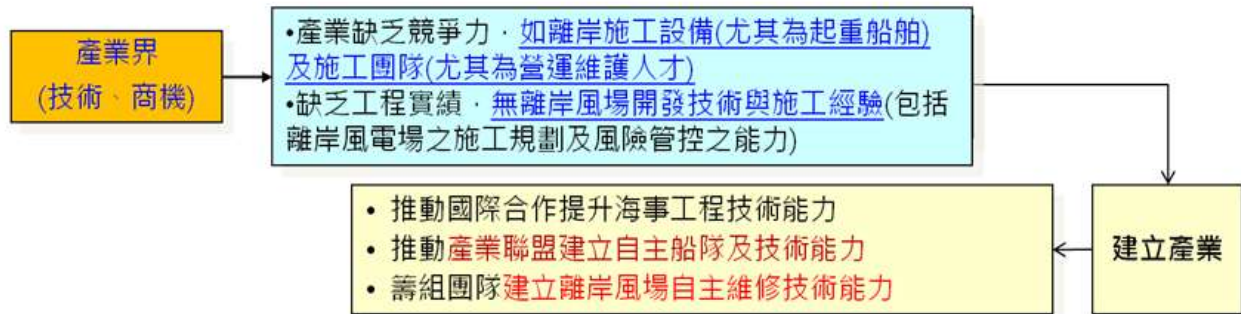 產業界
(技術、商機)
•產業缺乏競爭力，如離岸施工設備(尤其為起重船舶)
及施工團隊(尤其為營運維護人才)
•缺乏工程實績，無離岸風場開發技術與施工經驗(包括
離岸風電場之施工規劃及風險管控之能力)
• 推動國際合作提升海事工程技術能力
• 推動產業聯盟建立自主船隊及技術能力
• 籌組團隊建立離岸風場自主維修技術能力
建立產業